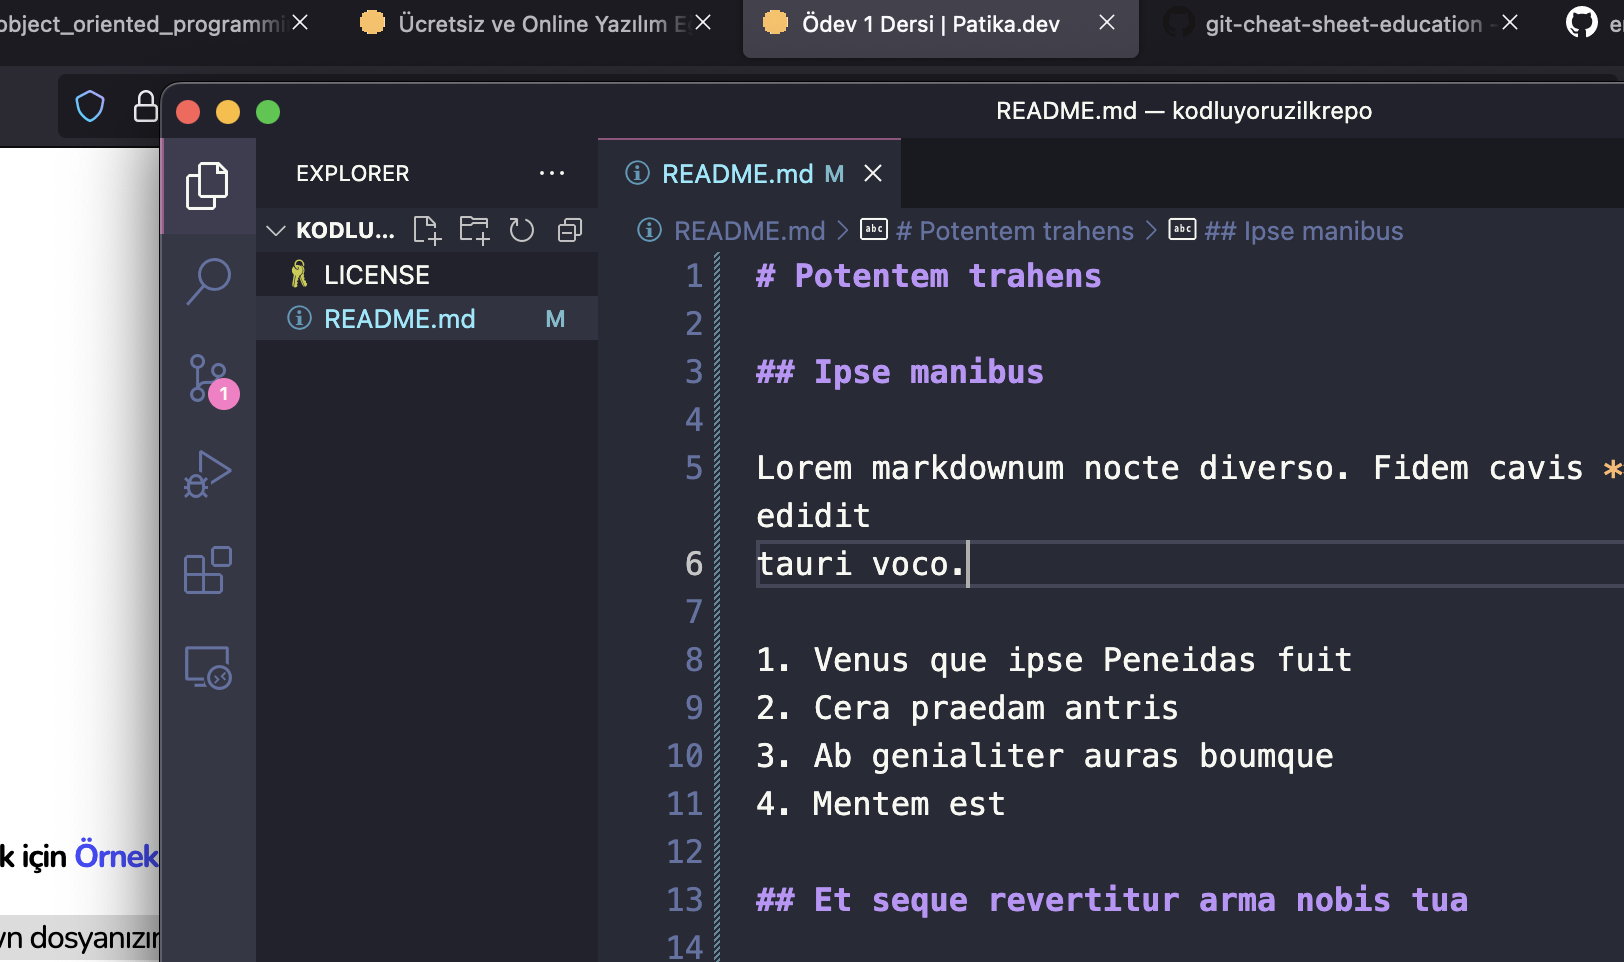 object_oriented_programmi
Ücretsiz ve Online Yazılım E
Ödev 1 Dersi | Patika.dev
git-cheat-sheet-education -
README.md — kodluyoruzilkrepo
EXPLORER
README.md M
KODLU...
README.md > # Potentem trahens > ## Ipse manibus
LICENSE
README.md M
1
1 # Potentem trahens
2
3 ## Ipse manibus
4
5 Lorem markdownum nocte diverso. Fidem cavis *
edidit
6 tauri voco.
7
8 1. Venus que ipse Peneidas fuit
9 2. Cera praedam antris
10 3. Ab genialiter auras boumque
11 4. Mentem est
12
13 ## Et seque revertitur arma nobis tua
14
k için Örnek
dosyanızın